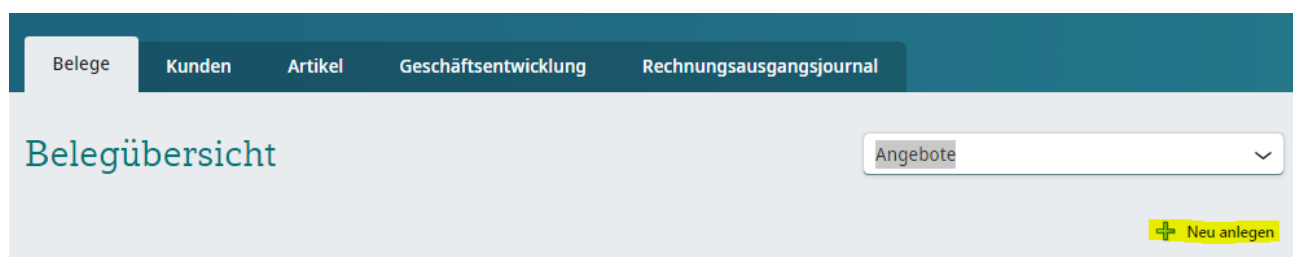 Belege Kunden Artikel Geschäftsentwicklung Rechnungsausgangsjournal
Belegübersicht
Angebote
Neu anlegen